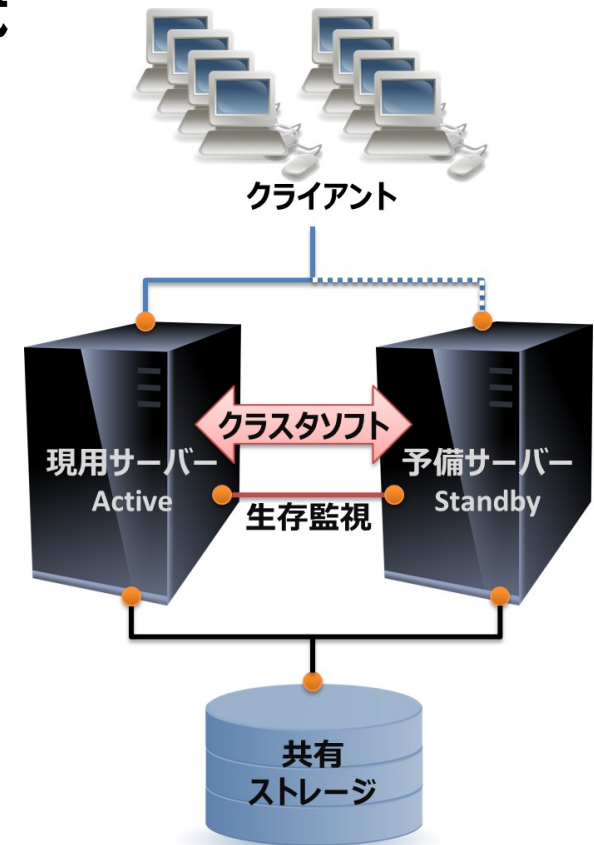 クライアント
クラスタソフト
現用サーバー
Active
予備サーバー
Standby
生存監視
共有
ストレージ